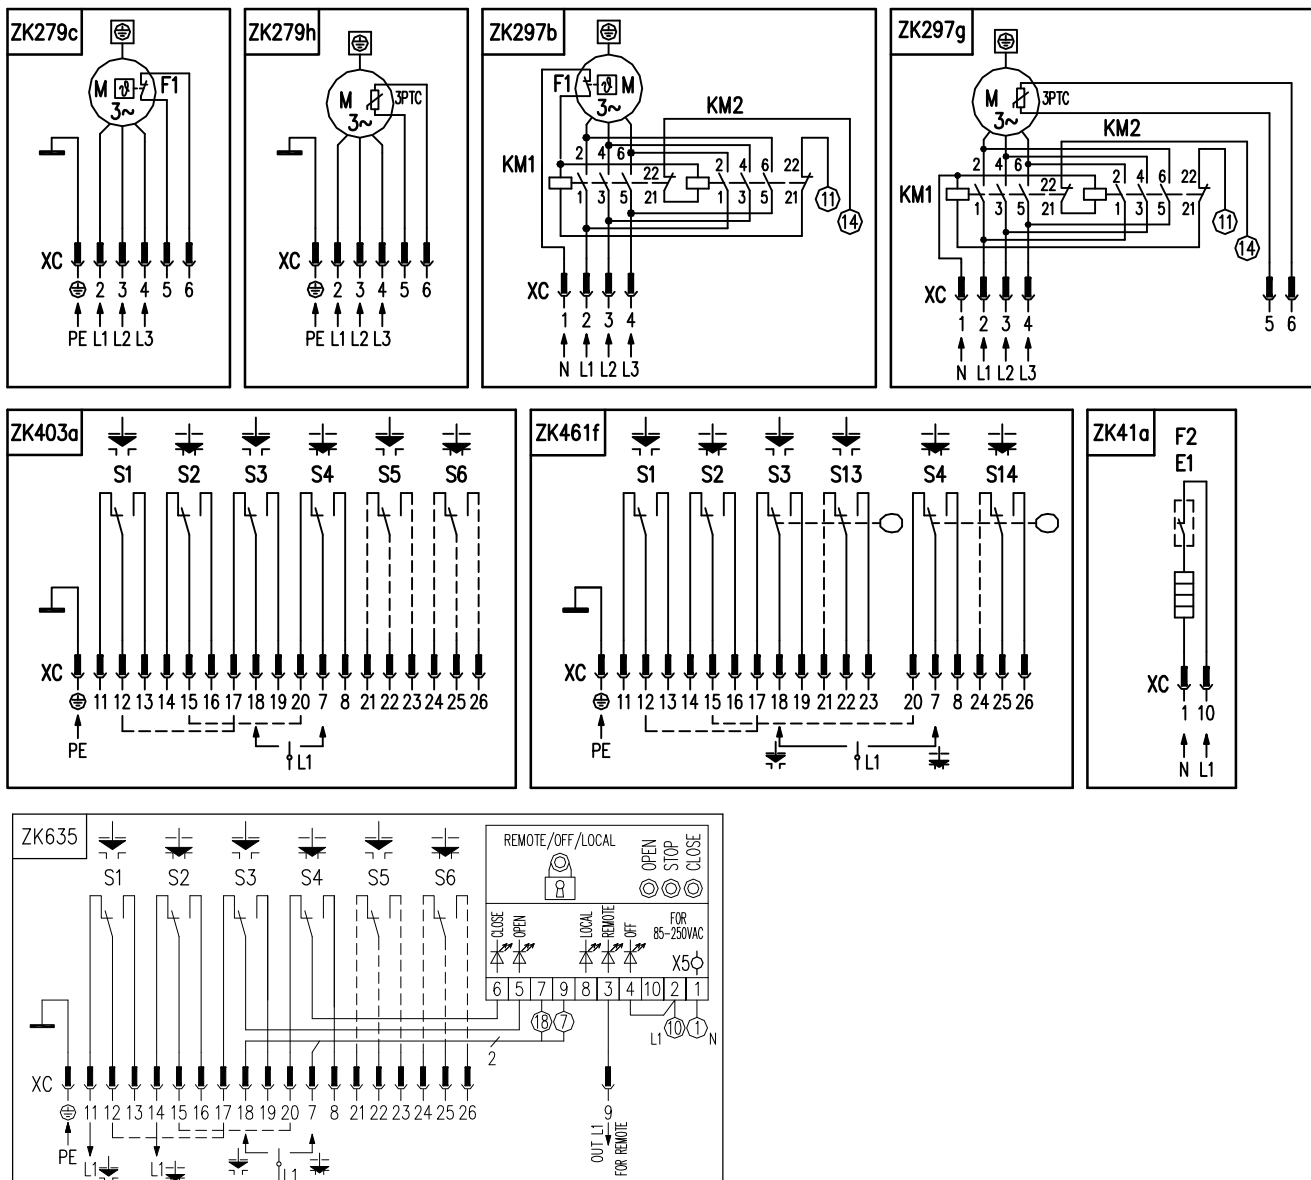 ZK279c
M ϑ F1
3~
XC
2 3 4 5 6
PE L1 L2 L3
ZK279h
M 3PTC
3~
XC
2 3 4 5 6
PE L1 L2 L3
ZK297b
F1 ϑ M
3~
KM2
2 4 6 22 2 4 6 22
KM1
1 3 5 21 1 3 5 21
11
14
XC
1 2 3 4
N L1 L2 L3
ZK297g
M 3PTC
3~
KM2
2 4 6 22 2 4 6 22
KM1
1 3 5 21 1 3 5 21
11
14
XC
1 2 3 4 5 6
N L1 L2 L3
ZK403a
S1 S2 S3 S4 S5 S6
XC
11 12 13 14 15 16 17 18 19 20 7 8 21 22 23 24 25 26
PE L1
ZK461f
S1 S2 S3 S13 S4 S14
XC
11 12 13 14 15 16 17 18 19 21 22 23 20 7 8 24 25 26
PE L1
ZK41a
F2
E1
XC
1 10
N L1
ZK635
S1 S2 S3 S4 S5 S6
REMOTE/OFF/LOCAL
OPEN
STOP
CLOSE
CLOSE
OPEN
LOCAL
REMOTE
OFF
FOR
85-250VAC
X5
6 5 7 9 8 3 4 10 2 1
18 7 10 1
L1 N
2
XC
11 12 13 14 15 16 17 18 19 20 7 8 21 22 23 24 25 26 9
PE
L1 L1 L1
OUT L1
FOR REMOTE